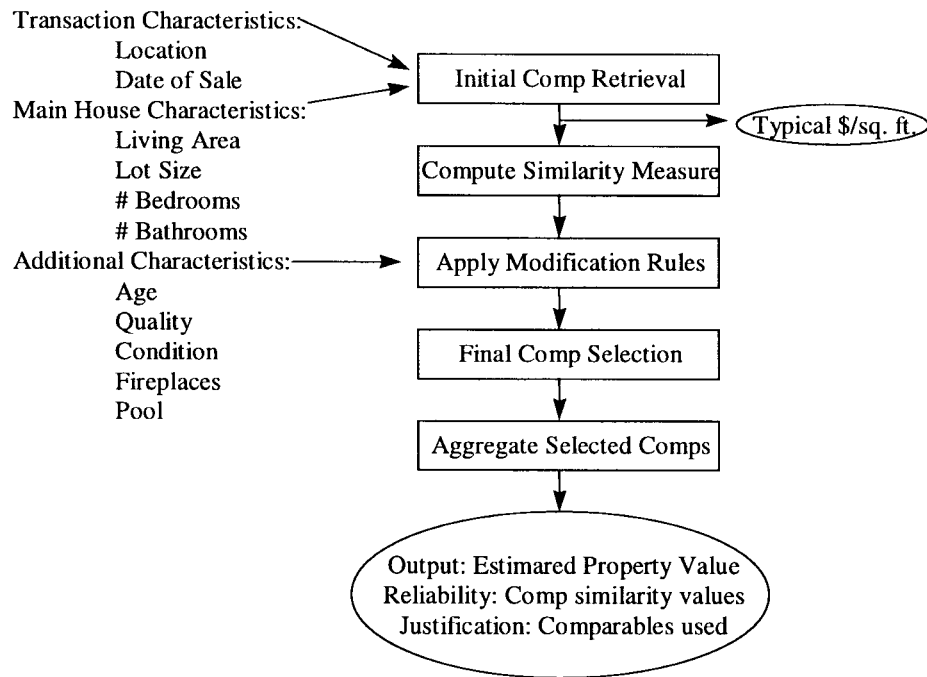 Transaction Characteristics:
Location
Date of Sale
Main House Characteristics:
Living Area
Lot Size
# Bedrooms
# Bathrooms
Additional Characteristics:
Age
Quality
Condition
Fireplaces
Pool
Initial Comp Retrieval
Typical $/sq. ft.
Compute Similarity Measure
Apply Modification Rules
Final Comp Selection
Aggregate Selected Comps
Output: Estimared Property Value
Reliability: Comp similarity values
Justification: Comparables used